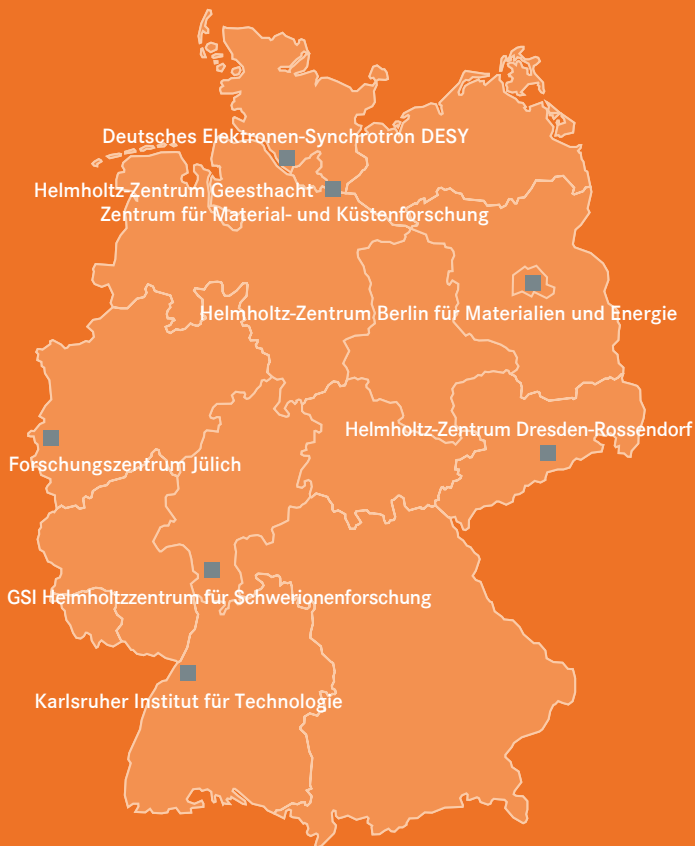 Deutsches Elektronen-Synchrotron DESY
Helmholtz-Zentrum Geesthacht
Zentrum für Material- und Küstenforschung
Helmholtz-Zentrum Berlin für Materialien und Energie
Helmholtz-Zentrum Dresden-Rossendorf
Forschungszentrum Jülich
GSI Helmholtzzentrum für Schwerionenforschung
Karlsruher Institut für Technologie